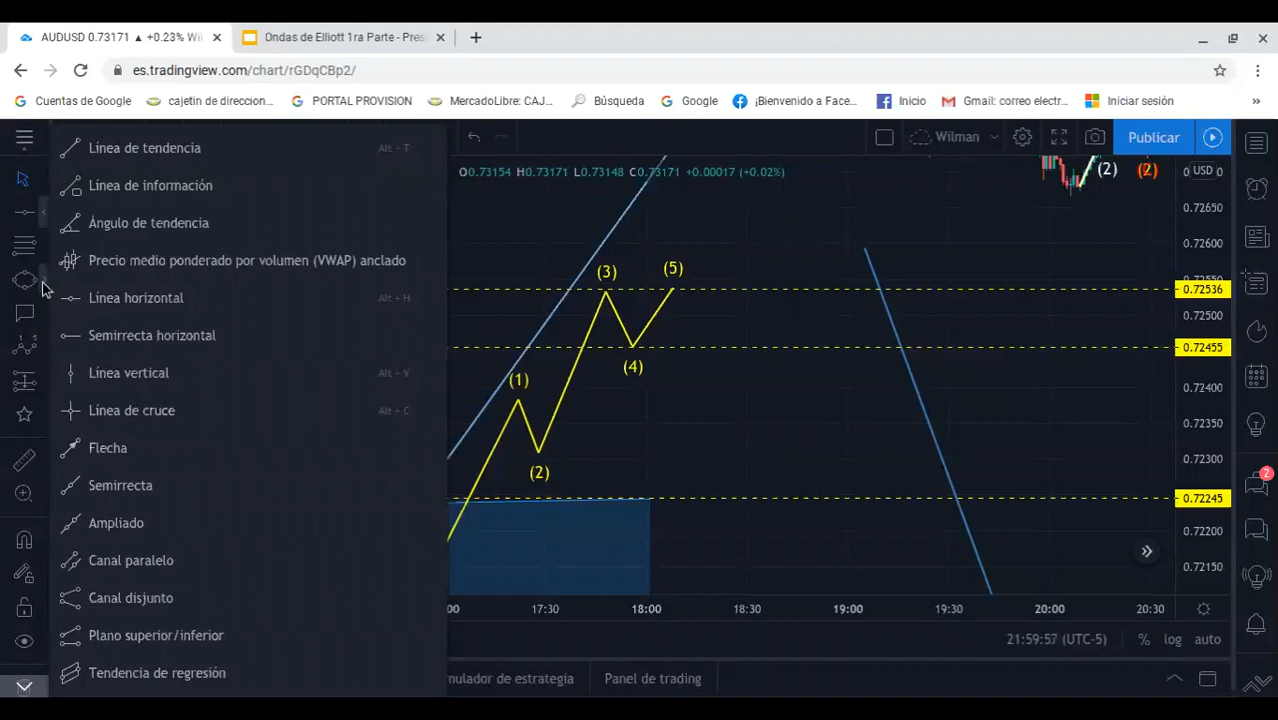 AUDUSD 0.73171 ▲ +0.23% Wil
Ondas de Elliott 1ra Parte - Pres
es.tradingview.com/chart/rGDqCBp2/
Cuentas de Google
cajetin de direccion...
PORTAL PROVISION
MercadoLibre: CAJ...
Búsqueda
Google
¡Bienvenido a Face...
Inicio
Gmail: correo electr...
Iniciar sesión
»
Wilman
Publicar
Línea de tendencia Alt + T
Línea de información
Ángulo de tendencia
Precio medio ponderado por volumen (VWAP) anclado
Línea horizontal Alt + H
Semirrecta horizontal
Línea vertical Alt + V
Línea de cruce Alt + C
Flecha
Semirrecta
Ampliado
Canal paralelo
Canal disjunto
Plano superior/inferior
Tendencia de regresión
O0.73154 H0.73171 L0.73148 C0.73171 +0.00017 (+0.02%)
(2)
(2)
USD
0.72650
0.72600
0.72550
0.72536
0.72500
0.72455
0.72400
0.72350
0.72300
0.72245
0.72200
0.72150
(1)
(2)
(3)
(4)
(5)
2
17:30
18:00
18:30
19:00
19:30
20:00
20:30
21:59:57 (UTC-5)
% log auto
mulador de estrategia
Panel de trading